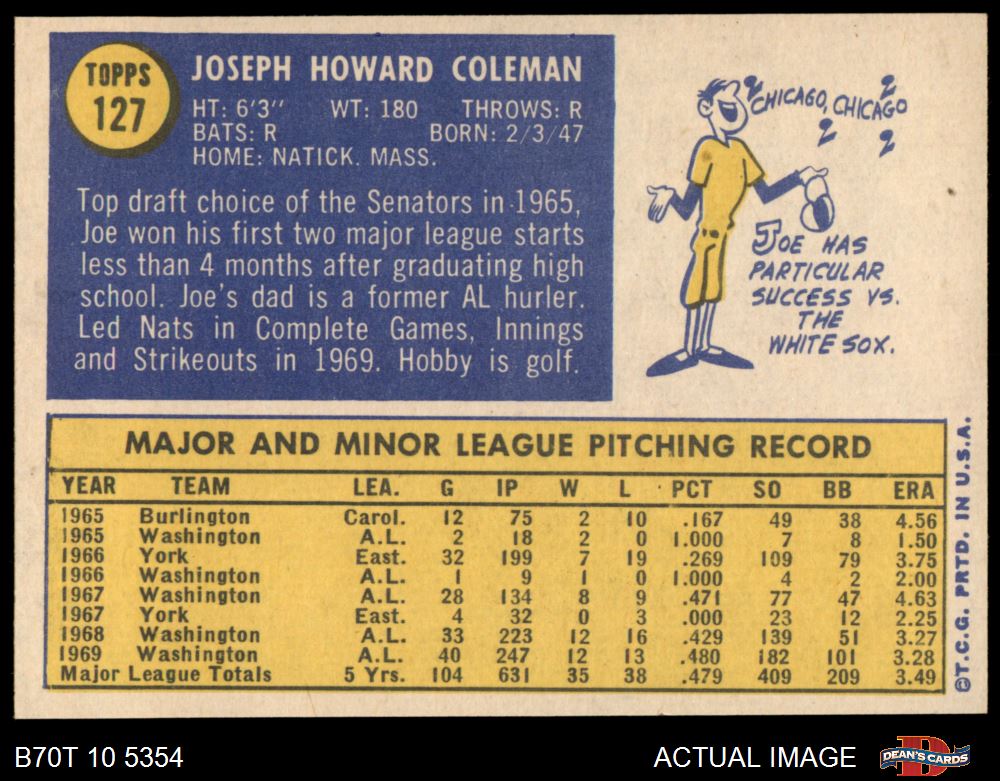 TOPPS
127
JOSEPH HOWARD COLEMAN
HT: 6'3" WT: 180 THROWS: R
BATS: R BORN: 2/3/47
HOME: NATICK. MASS.
Top draft choice of the Senators in 1965,
Joe won his first two major league starts
less than 4 months after graduating high
school. Joe's dad is a former AL hurler.
Led Nats in Complete Games, Innings
and Strikeouts in 1969. Hobby is golf.
CHICAGO, CHICAGO
JOE HAS
PARTICULAR
SUCCESS VS.
THE
WHITE SOX.
MAJOR AND MINOR LEAGUE PITCHING RECORD
YEAR TEAM LEA. G IP W L PCT SO BB ERA
1965 Burlington Carol. 12 75 2 10 .167 49 38 4.56
1965 Washington A.L. 2 18 2 0 1.000 7 8 1.50
1966 York East. 32 199 7 19 .269 109 79 3.75
1966 Washington A.L. 1 9 1 0 1.000 4 2 2.00
1967 Washington A.L. 28 134 8 9 .471 77 47 4.63
1967 York East. 4 32 0 3 .000 23 12 2.25
1968 Washington A.L. 33 223 12 16 .429 139 51 3.27
1969 Washington A.L. 40 247 12 13 .480 182 101 3.28
Major League Totals 5 Yrs. 104 631 35 38 .479 409 209 3.49
©T.C.G. PRTD. IN U.S.A.
B70T 10 5354
ACTUAL IMAGE
DEAN'S CARDS